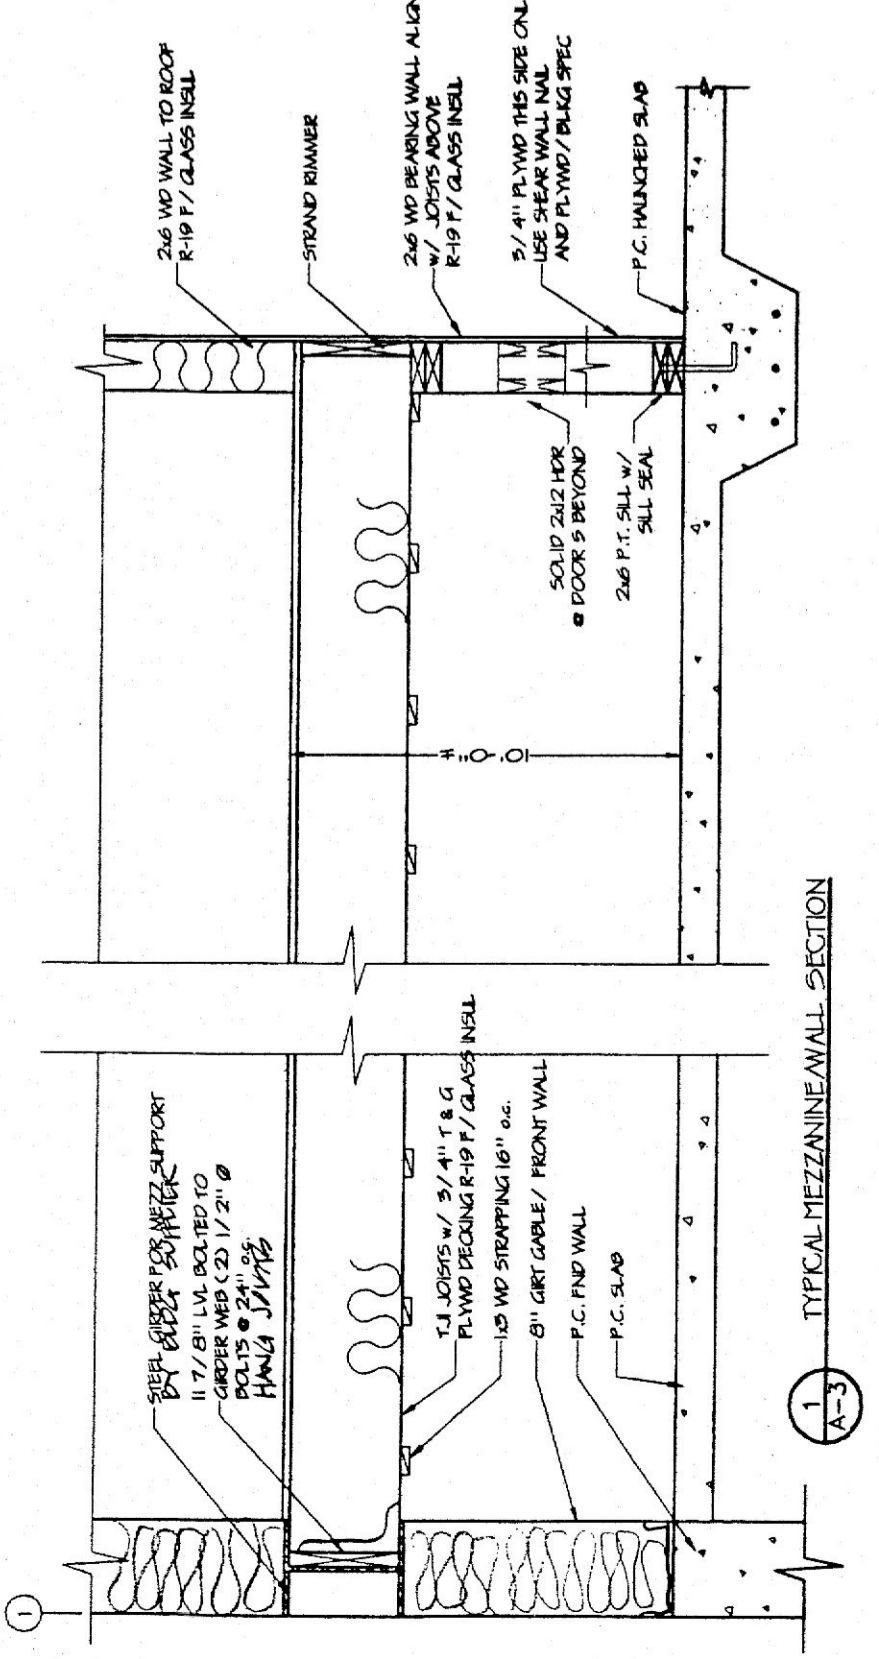 2x6 WD WALL TO ROOF
R-19 F/GLASS INSUL
STRAND RIMMER
2x6 WD BEARING WALL ALIGN
w/ JOISTS ABOVE
R-19 F/GLASS INSUL
3/4" PLYWD THIS SIDE ONL
USE SHEAR WALL NAIL
AND PLYWD/BLKG SPEC
P.C. HAUNCHED SLAB
SOLID 2x12 HDR
@ DOOR S BEYOND
2x6 P.T. SILL w/
SILL SEAL
10'-0"±
STEEL GIRDER FOR MEZZ SUPPORT
BY BLDG SUPPLIER
11 7/8" LVL BOLTED TO
GIRDER WEB (2) 1/2" Ø
BOLTS @ 24" o.c.
HANG
TJI JOISTS w/ 3/4" T & G
PLYWD DECKING R-19 F/GLASS INSUL
1x3 WD STRAPPING 16" o.c.
8" GIRT GABLE/ FRONT WALL
P.C. FND WALL
P.C. SLAB
1
1
A-3
TYPICAL MEZZANINE/WALL SECTION